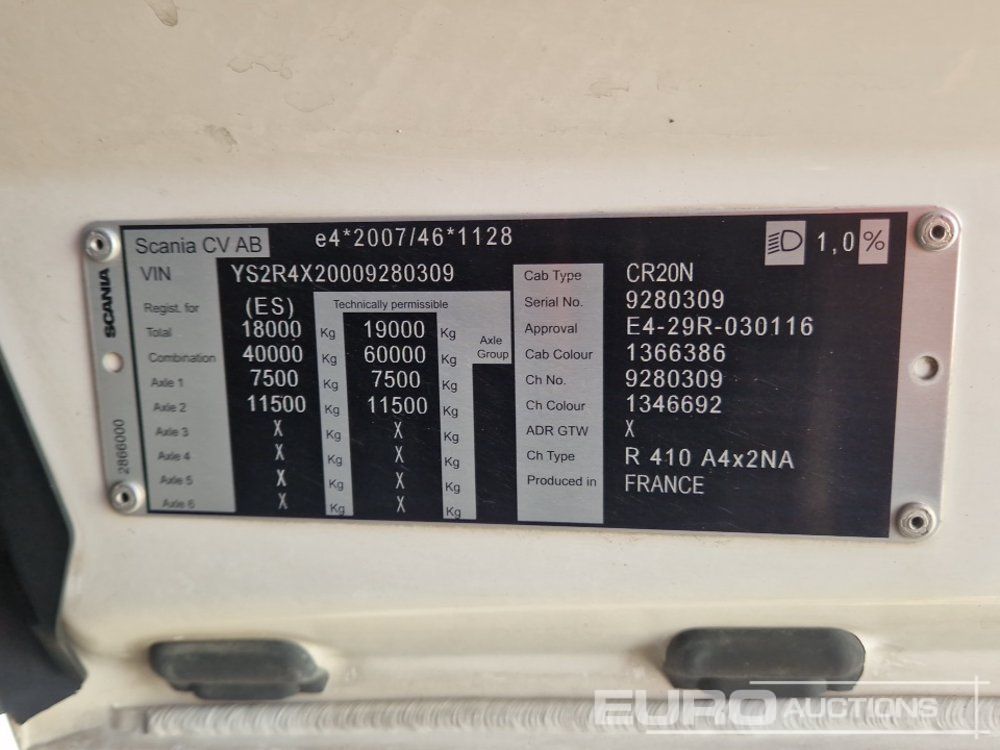 Scania CV AB e4*2007/46*1128 1,0 %
VIN YS2R4X20009280309
Regist. for (ES) Technically permissible
Total 18000 Kg 19000 Kg Axle Group
Combination 40000 Kg 60000 Kg
Axle 1 7500 Kg 7500 Kg
Axle 2 11500 Kg 11500 Kg
Axle 3 X Kg X Kg
Axle 4 X Kg X Kg
Axle 5 X Kg X Kg
Axle 6 X Kg X Kg
Cab Type CR20N
Serial No. 9280309
Approval E4-29R-030116
Cab Colour 1366386
Ch No. 9280309
Ch Colour 1346692
ADR GTW X
Ch Type R 410 A4x2NA
Produced in FRANCE
SCANIA
2866000
EURO AUCTIONS